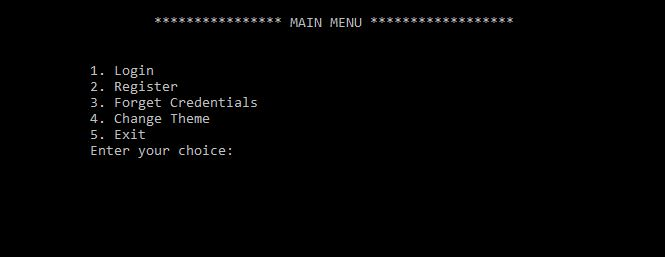 **************** MAIN MENU ******************
1. Login
2. Register
3. Forget Credentials
4. Change Theme
5. Exit
Enter your choice: